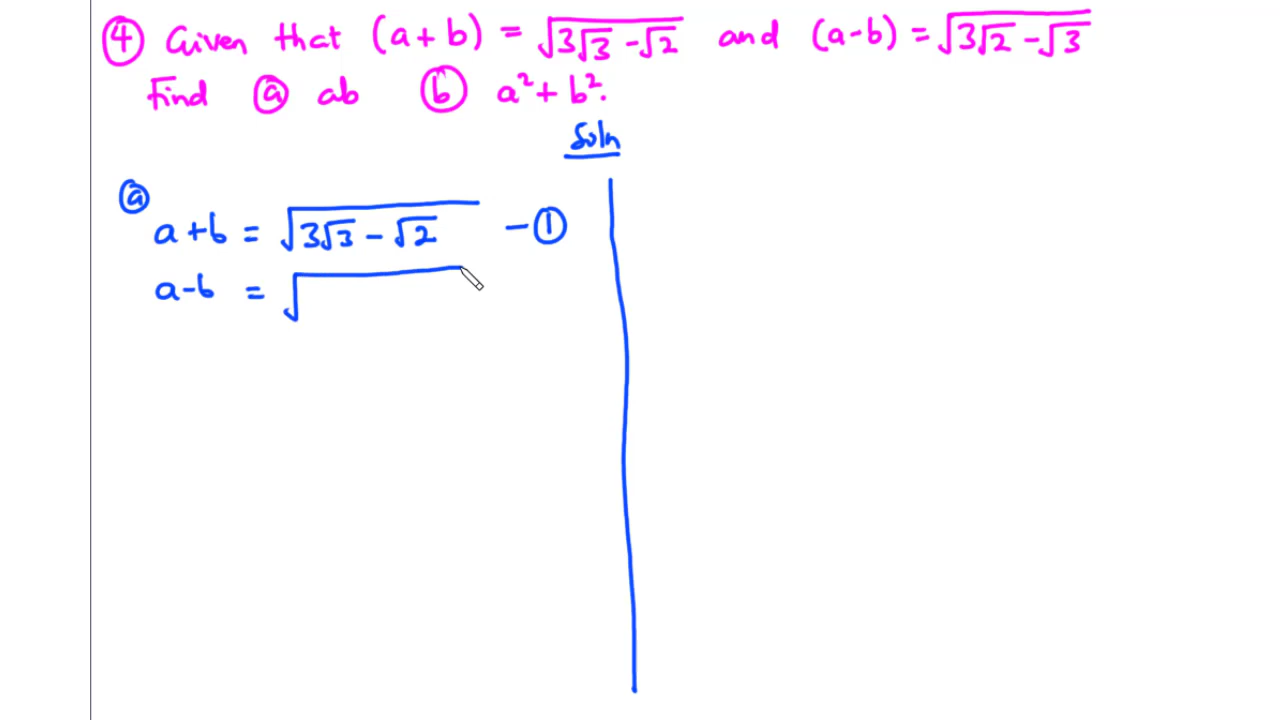 ④ Given that (a + b) = √(3√3 - √2) and (a - b) = √(3√2 - √3)
Find ⓐ ab ⓑ a² + b².
Soln
ⓐ
a + b = √(3√3 - √2) - ①
a - b = √